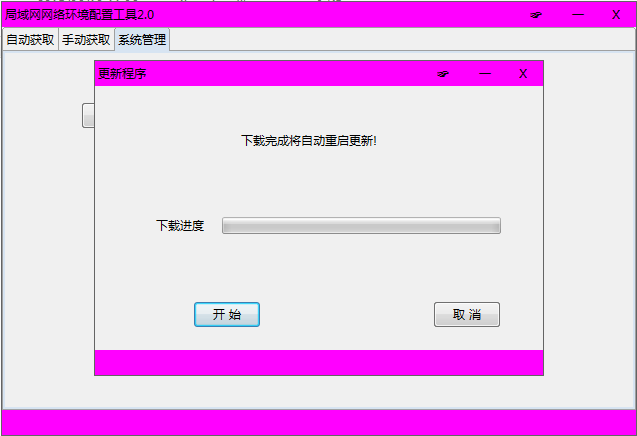 局域网网络环境配置工具2.0
自动获取 手动获取 系统管理
更新程序
下载完成将自动重启更新!
下载进度
开 始
取 消